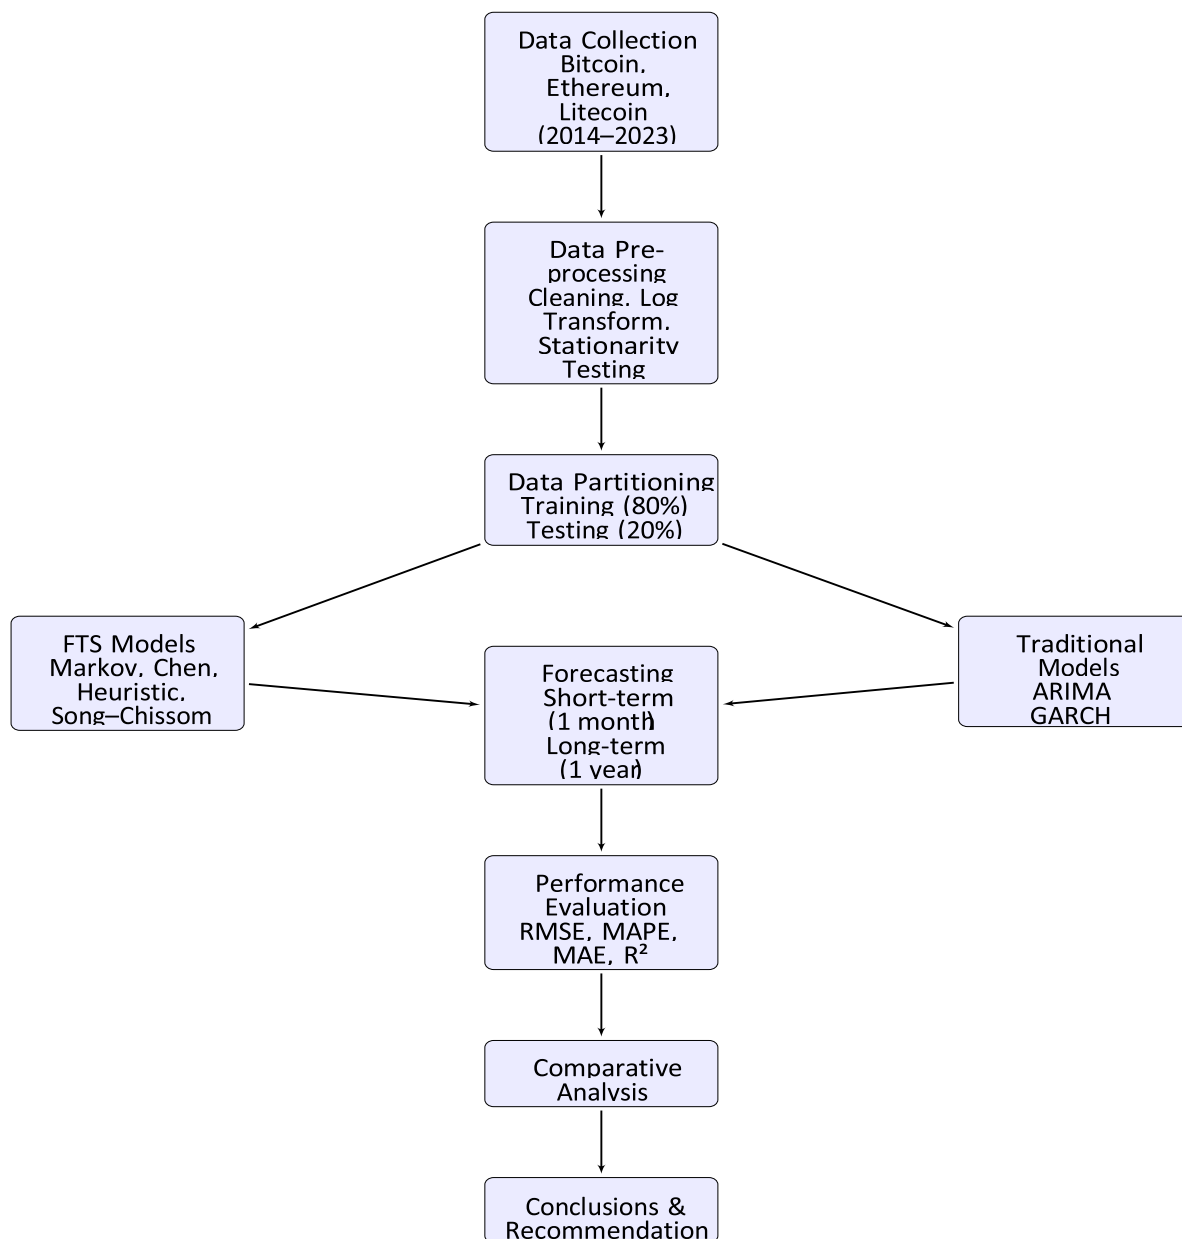 Data Collection
Bitcoin,
Ethereum,
Litecoin
(2014–2023)
Data Pre-
processing
Cleaning, Log
Transform,
Stationarity
Testing
Data Partitioning
Training (80%)
Testing (20%)
FTS Models
Markov, Chen,
Heuristic,
Song–Chissom
Forecasting
Short-term
(1 month)
Long-term
(1 year)
Traditional
Models
ARIMA
GARCH
Performance
Evaluation
RMSE, MAPE,
MAE, R²
Comparative
Analysis
Conclusions &
Recommendation